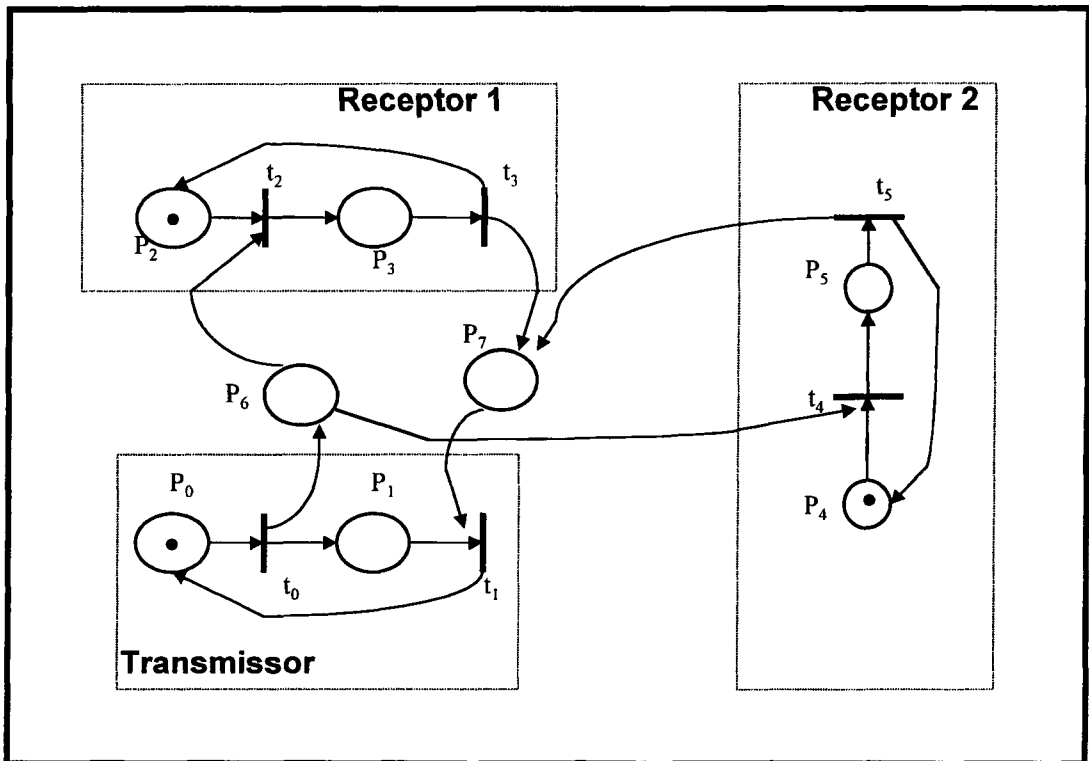 Receptor 1
Receptor 2
t₂
t₃
t₅
P₂
P₃
P₅
P₇
P₆
t₄
P₀
P₁
P₄
t₀
t₁
Transmissor